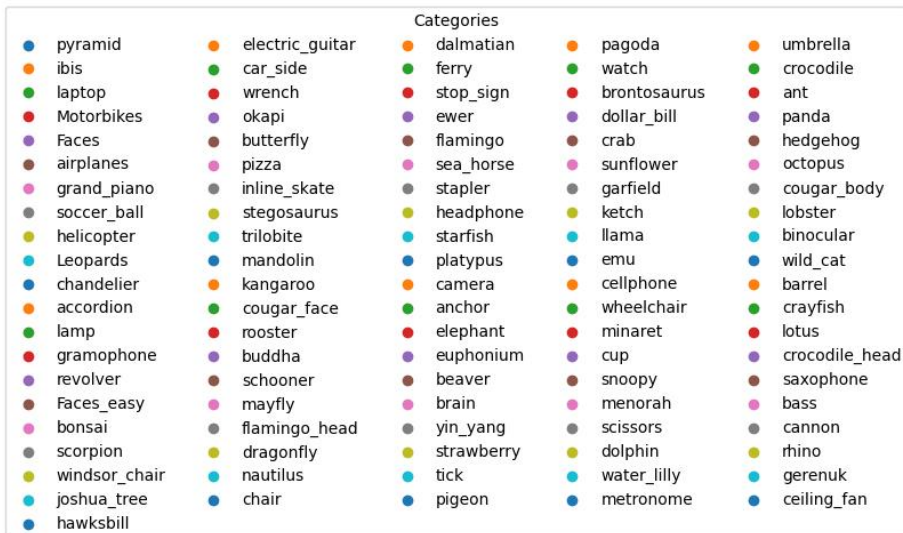 Categories
pyramid electric_guitar dalmatian pagoda umbrella
ibis car_side ferry watch crocodile
laptop wrench stop_sign brontosaurus ant
Motorbikes okapi ewer dollar_bill panda
Faces butterfly flamingo crab hedgehog
airplanes pizza sea_horse sunflower octopus
grand_piano inline_skate stapler garfield cougar_body
soccer_ball stegosaurus headphone ketch lobster
helicopter trilobite starfish llama binocular
Leopards mandolin platypus emu wild_cat
chandelier kangaroo camera cellphone barrel
accordion cougar_face anchor wheelchair crayfish
lamp rooster elephant minaret lotus
gramophone buddha euphonium cup crocodile_head
revolver schooner beaver snoopy saxophone
Faces_easy mayfly brain menorah bass
bonsai flamingo_head yin_yang scissors cannon
scorpion dragonfly strawberry dolphin rhino
windsor_chair nautilus tick water_lilly gerenuk
joshua_tree chair pigeon metronome ceiling_fan
hawksbill